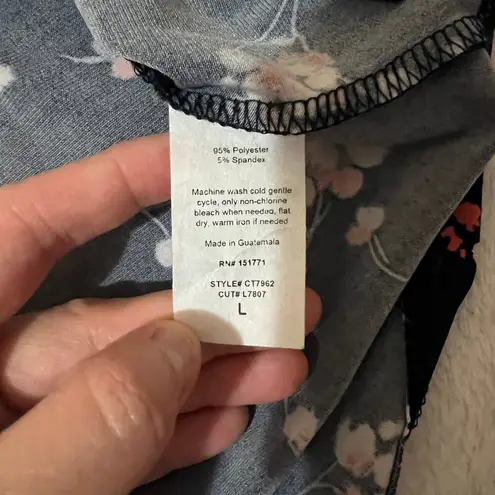 95% Polyester
5% Spandex
Machine wash cold gentle
cycle, only non-chlorine
bleach when needed, flat
dry, warm iron if needed
Made in Guatemala
RN# 151771
STYLE# CT7962
CUT# L7807
L